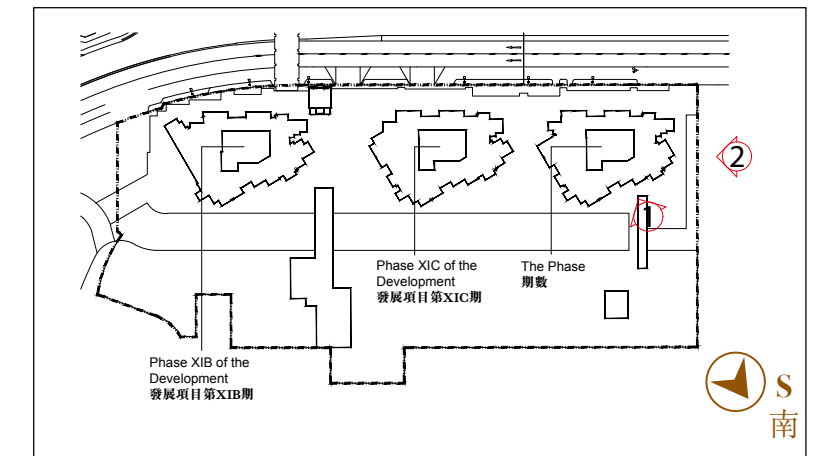 2
1
Phase XIC of the
Development
發展項目第XIC期
The Phase
期數
Phase XIB of the
Development
發展項目第XIB期
S
南